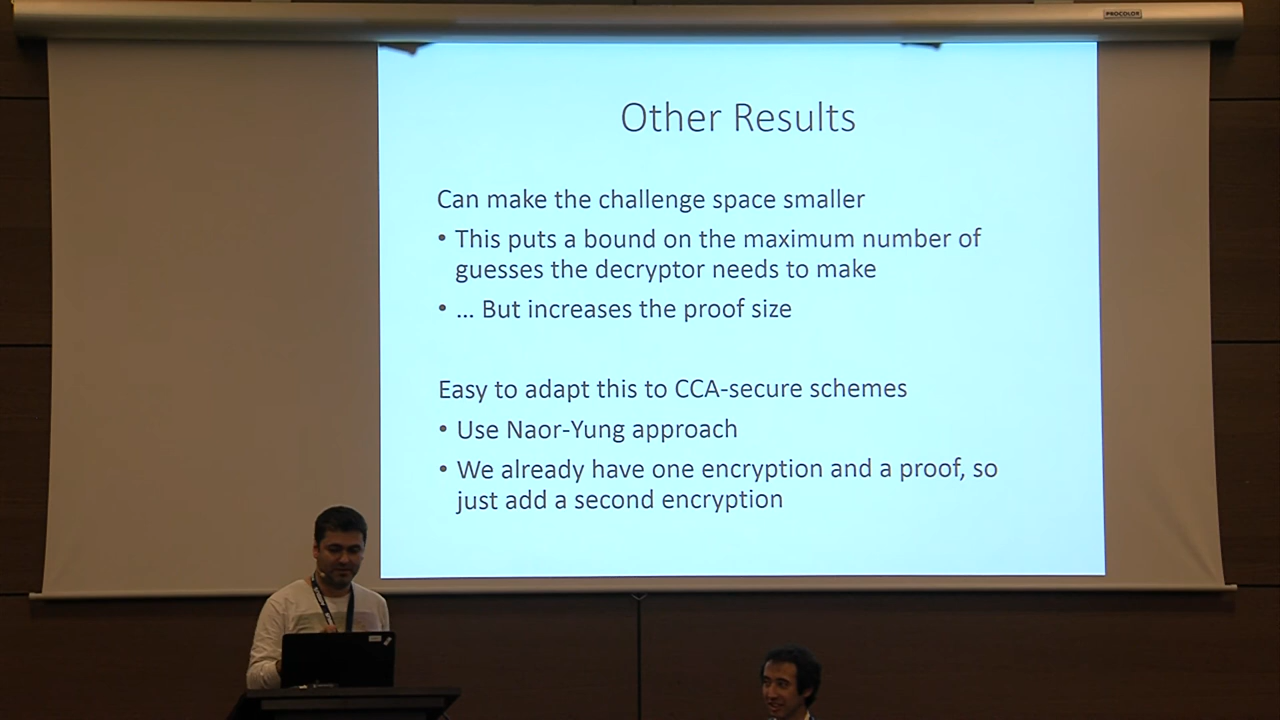 PROCOLOR
Other Results
Can make the challenge space smaller
• This puts a bound on the maximum number of
guesses the decryptor needs to make
• ... But increases the proof size
Easy to adapt this to CCA-secure schemes
• Use Naor-Yung approach
• We already have one encryption and a proof, so
just add a second encryption